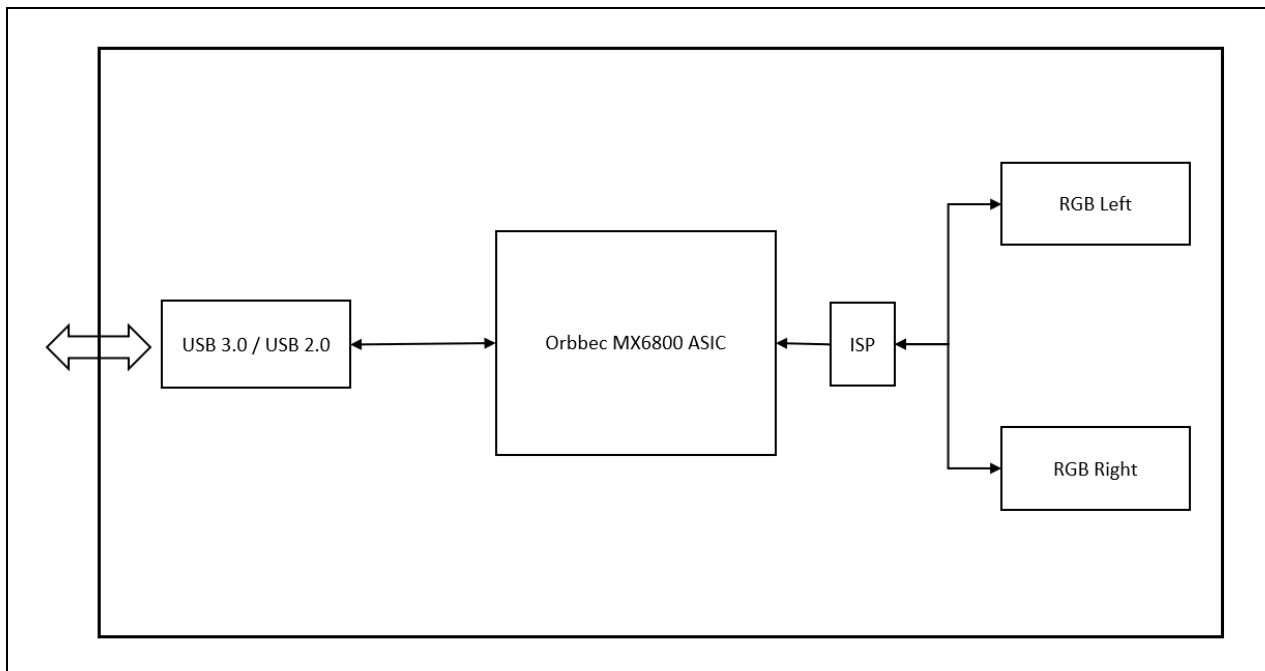 RGB Left
USB 3.0 / USB 2.0
Orbbec MX6800 ASIC
ISP
RGB Right